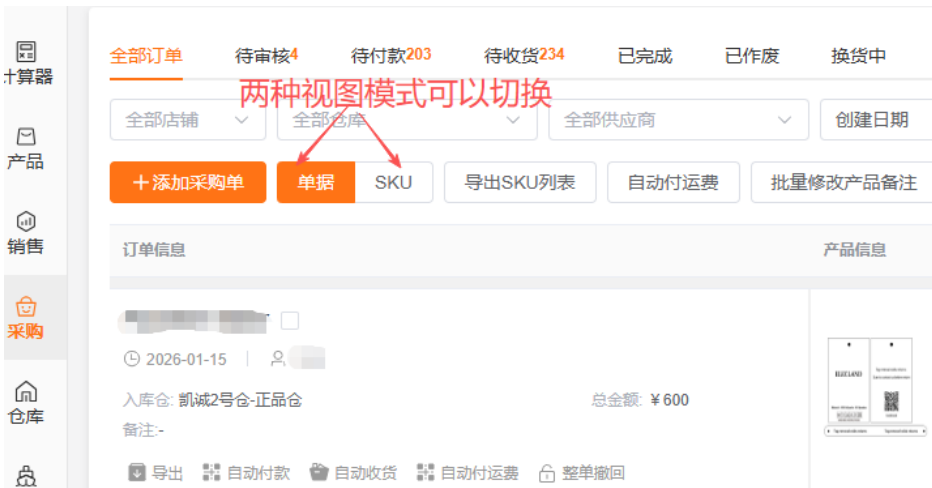 计算器
产品
销售
采购
仓库
全部订单 待审核4 待付款203 待收货234 已完成 已作废 换货中
两种视图模式可以切换
全部店铺 全部仓库 全部供应商 创建日期
+添加采购单 单据 SKU 导出SKU列表 自动付运费 批量修改产品备注
订单信息 产品信息
2026-01-15
入库仓: 凯诚2号仓-正品仓 总金额: ¥600
备注:-
导出 自动付款 自动收货 自动付运费 整单撤回